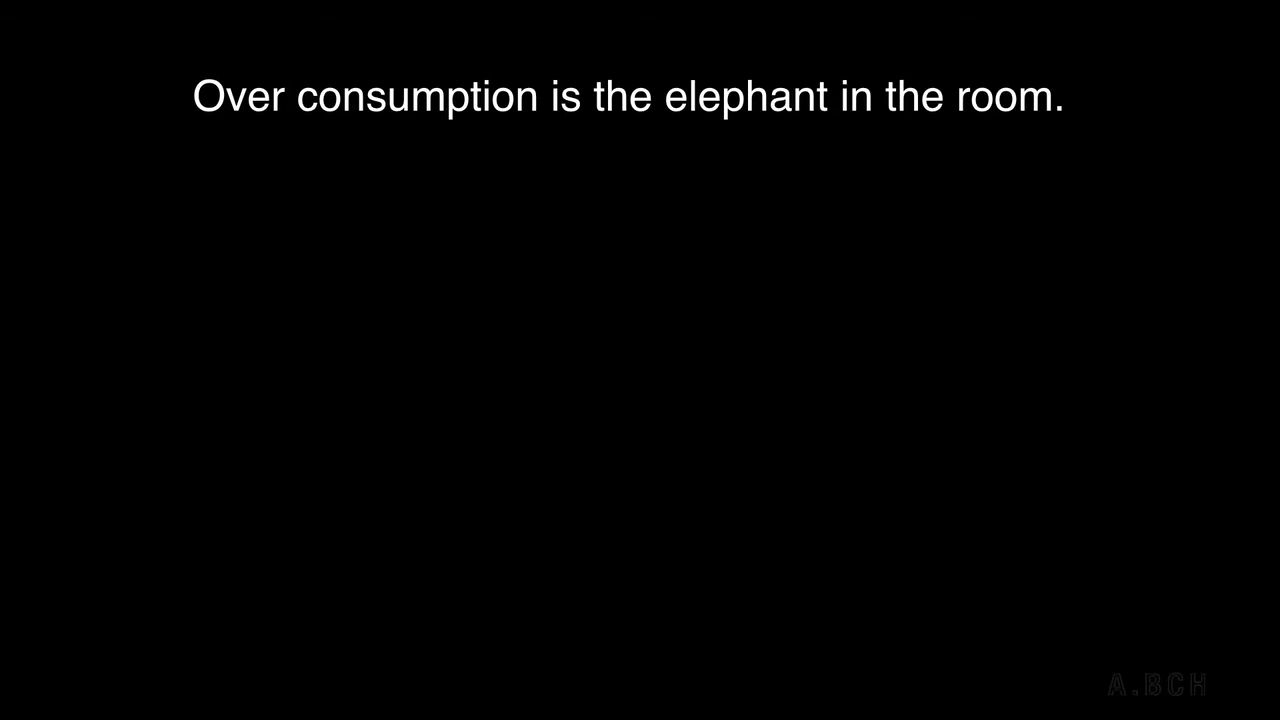 Over consumption is the elephant in the room.
A.BCH